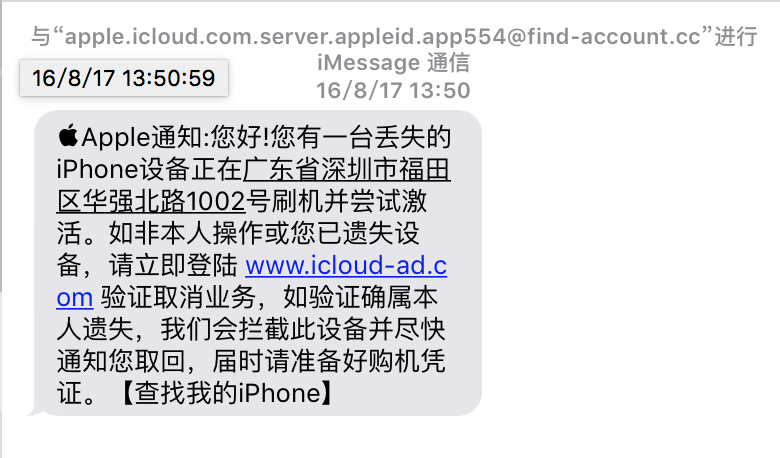 与“apple.icloud.com.server.appleid.app554@find-account.cc”进行
iMessage 通信
16/8/17 13:50:59
16/8/17 13:50
Apple通知:您好!您有一台丢失的
iPhone设备正在广东省深圳市福田
区华强北路1002号刷机并尝试激
活。如非本人操作或您已遗失设
备，请立即登陆 www.icloud-ad.c
om 验证取消业务，如验证确属本
人遗失，我们会拦截此设备并尽快
通知您取回，届时请准备好购机凭
证。【查找我的iPhone】